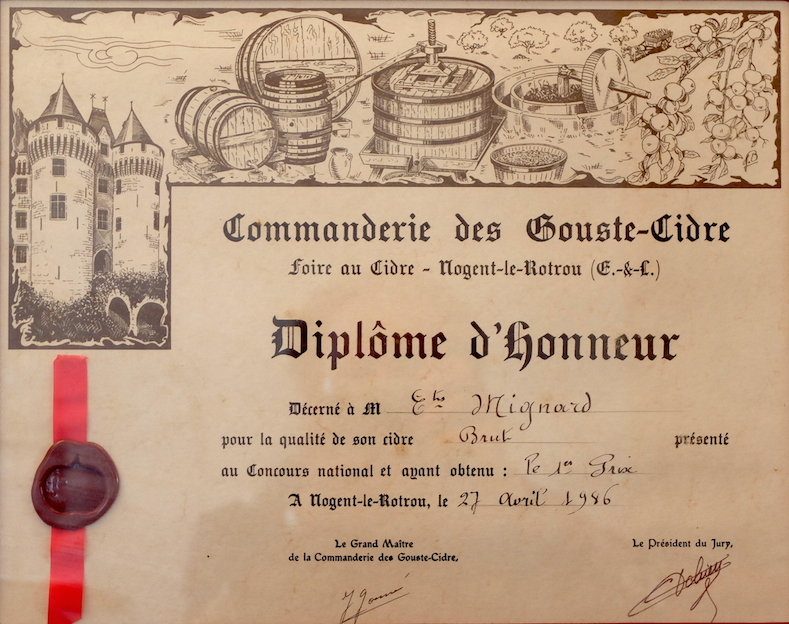 Commanderie des Gouste-Cidre
Foire au Cidre - Nogent-le-Rotrou (E.-&-L.)
Diplôme d'Honneur
Décerné à M Ets Mignard
pour la qualité de son cidre Brut présenté
au Concours national et ayant obtenu : le 1er Prix
A Nogent-le-Rotrou, le 27 Avril 1986
Le Grand Maître
de la Commanderie des Gouste-Cidre,
Le Président du Jury,